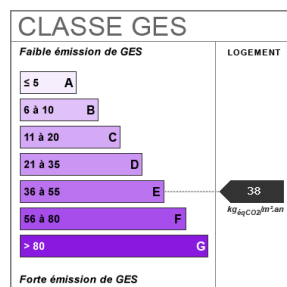 CLASSE GES
Faible émission de GES
LOGEMENT
≤ 5 A
6 à 10 B
11 à 20 C
21 à 35 D
36 à 55 E
38
kgéqCO2/m².an
56 à 80 F
> 80 G
Forte émission de GES